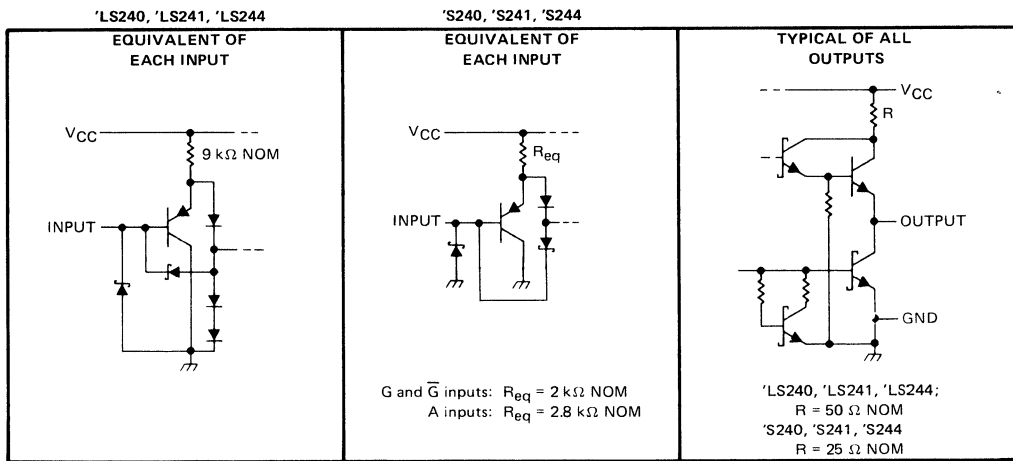 'LS240, 'LS241, 'LS244
EQUIVALENT OF
EACH INPUT
VCC
9 kΩ NOM
INPUT
'S240, 'S241, 'S244
EQUIVALENT OF
EACH INPUT
VCC
Req
INPUT
G and G̅ inputs: Req = 2 kΩ NOM
A inputs: Req = 2.8 kΩ NOM
TYPICAL OF ALL
OUTPUTS
VCC
R
OUTPUT
GND
'LS240, 'LS241, 'LS244;
R = 50 Ω NOM
'S240, 'S241, 'S244
R = 25 Ω NOM